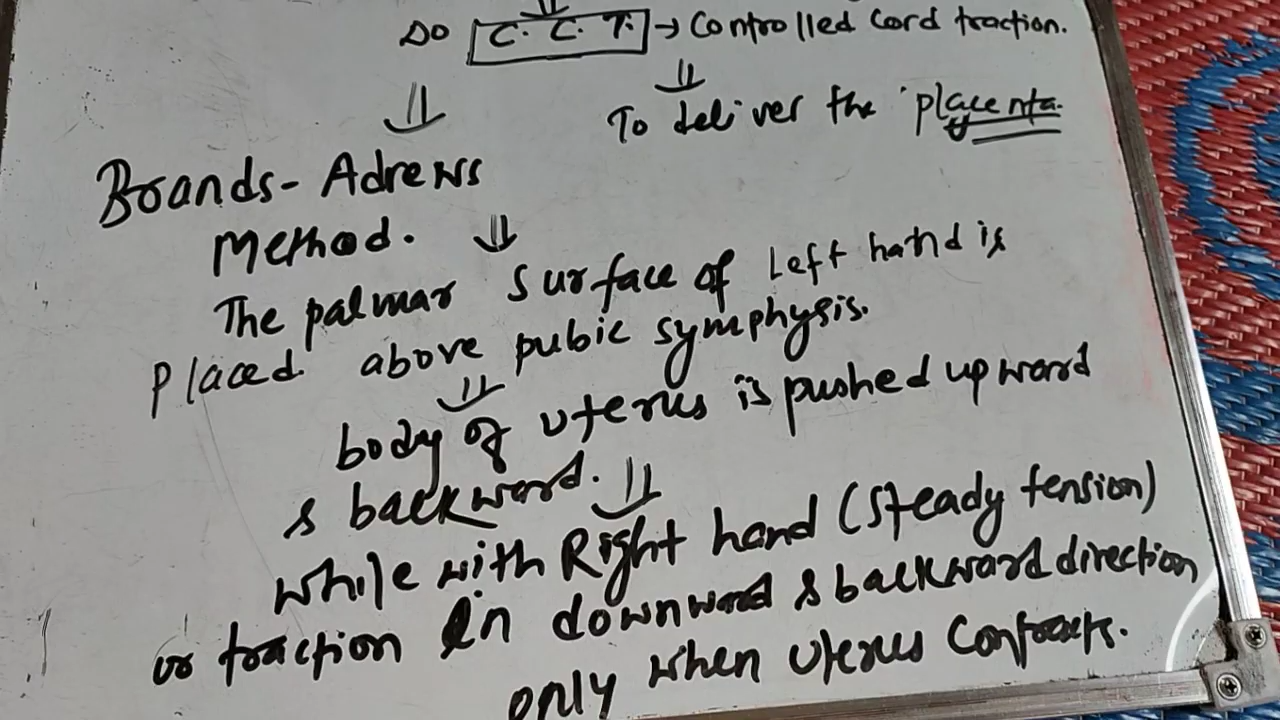 Do C. C. T. → Controlled Cord traction.
To deliver the placenta.
Brands- Adrews
Method.
The palmar surface of Left hand is
Placed above pubic symphysis.
body of uterus is pushed upward
& backward.
while with Right hand (steady tension)
or traction in downward & backward direction
only when uterus Contracts.